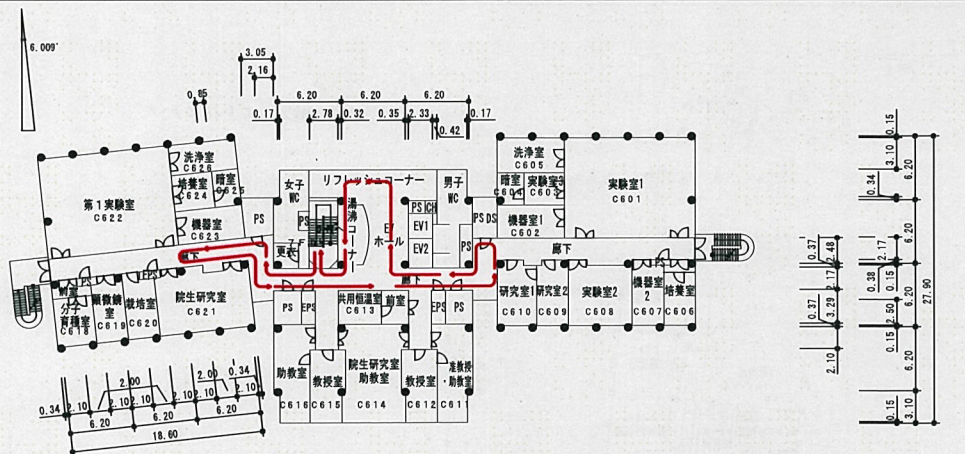 6.009°
3.05
2.16
0.85
6.20 6.20 6.20
0.17 2.78 0.32 0.35 2.33 0.17
0.42
洗浄室
C626
培養室
C624
暗室
C625
第1実験室
C622
機器室
C623
PS
女子
WC
リフレッシュコーナー
男子
WC
PS
湯沸コーナー
ホール
PS CH
EV1
EV2
PS
更衣
PS DS
洗浄室
C605
暗室
C604
実験室3
C603
実験室1
C601
機器室1
C602
廊下
廊下
廊下
PS
EPS
PS
分子
育種室
C618
顕微鏡
室
C619
栽培室
C620
院生研究室
C621
PS
EPS
共用恒温室
C613
前室
EPS
PS
研究室1
C610
研究室2
C609
実験室2
C608
機器室
2
C607
培養室
C606
助教室
C616
教授室
C615
院生研究室
助教室
C614
教授室
C612
准教授
・助教室
C611
2.00 2.00 0.34
0.34 2.10 2.10 2.10 2.10 2.10 2.10
6.20 6.20 6.20
18.60
0.15
3.10
6.20
0.34
0.37
2.48
2.17
6.20
2.17
0.38
0.15
0.37
3.29
2.50
6.20
27.90
2.10
0.15
6.20
0.15
3.10